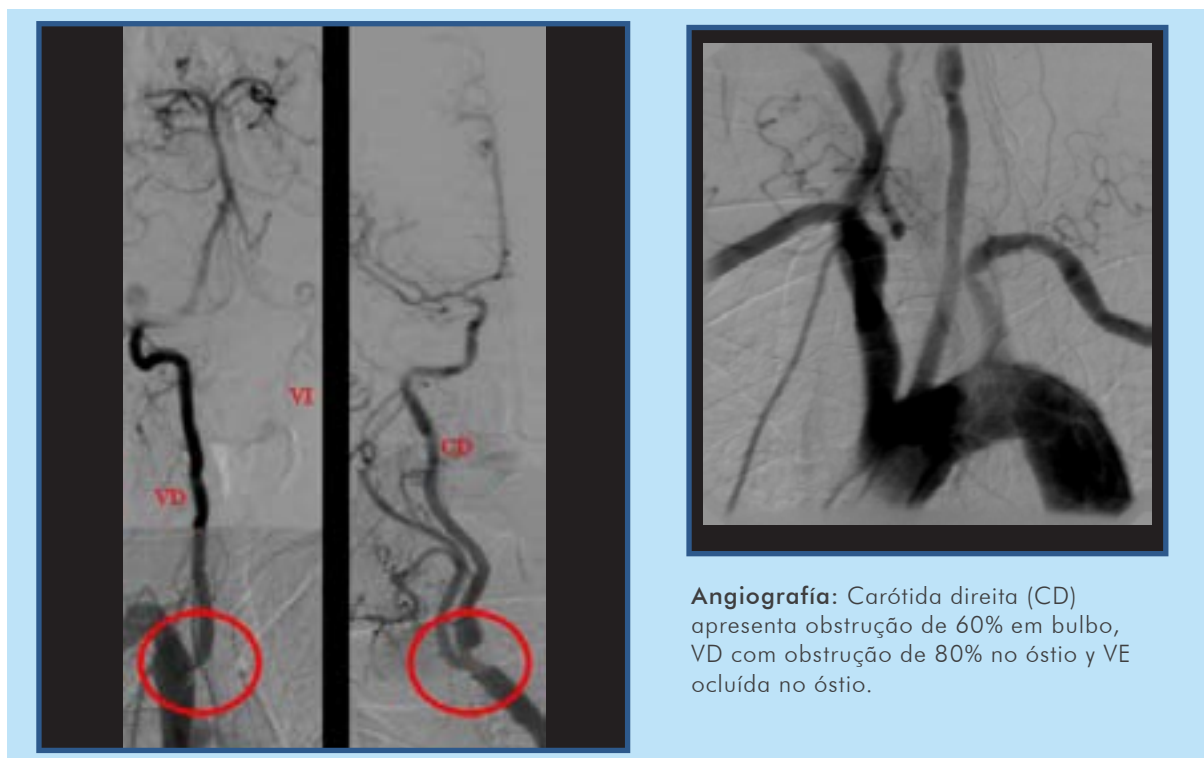 VI
VD
CD
Angiografía: Carótida direita (CD)
apresenta obstrução de 60% em bulbo,
VD com obstrução de 80% no óstio y VE
ocluída no óstio.